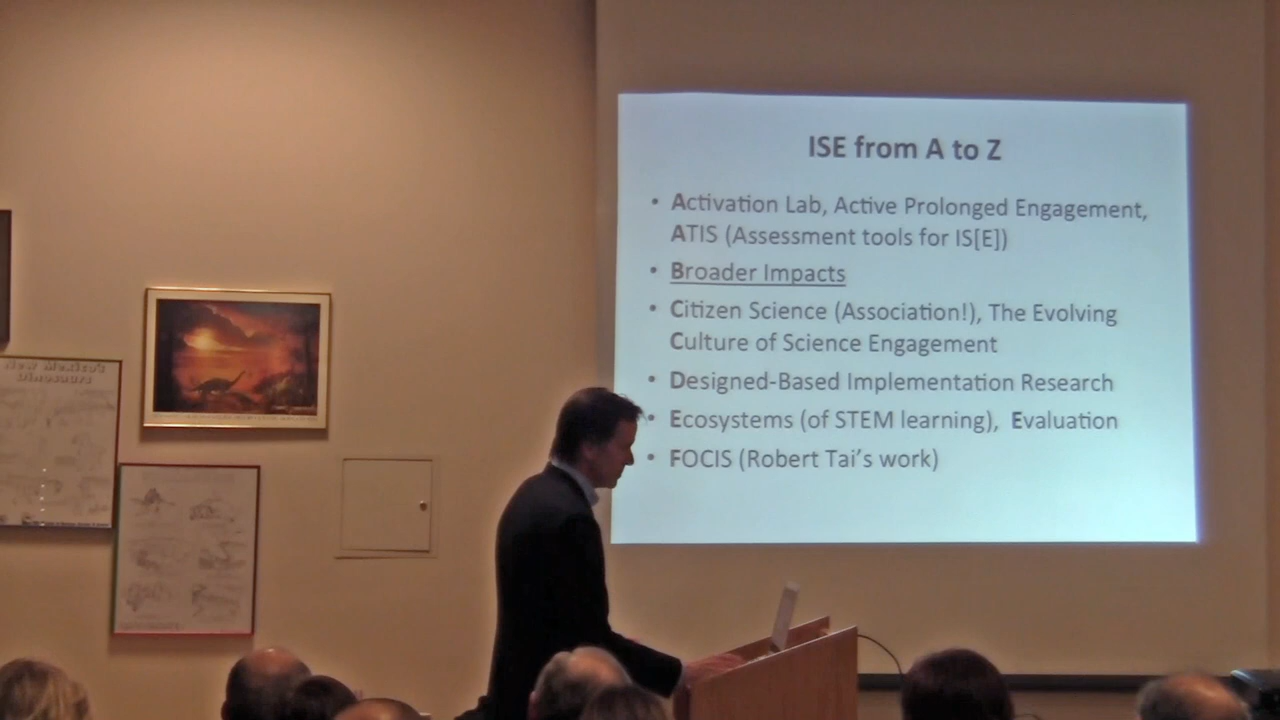 ISE from A to Z
• Activation Lab, Active Prolonged Engagement,
ATIS (Assessment tools for IS[E])
• Broader Impacts
• Citizen Science (Association!), The Evolving
Culture of Science Engagement
• Designed-Based Implementation Research
• Ecosystems (of STEM learning), Evaluation
• FOCIS (Robert Tai's work)
New Mexico's
Dinosaurs